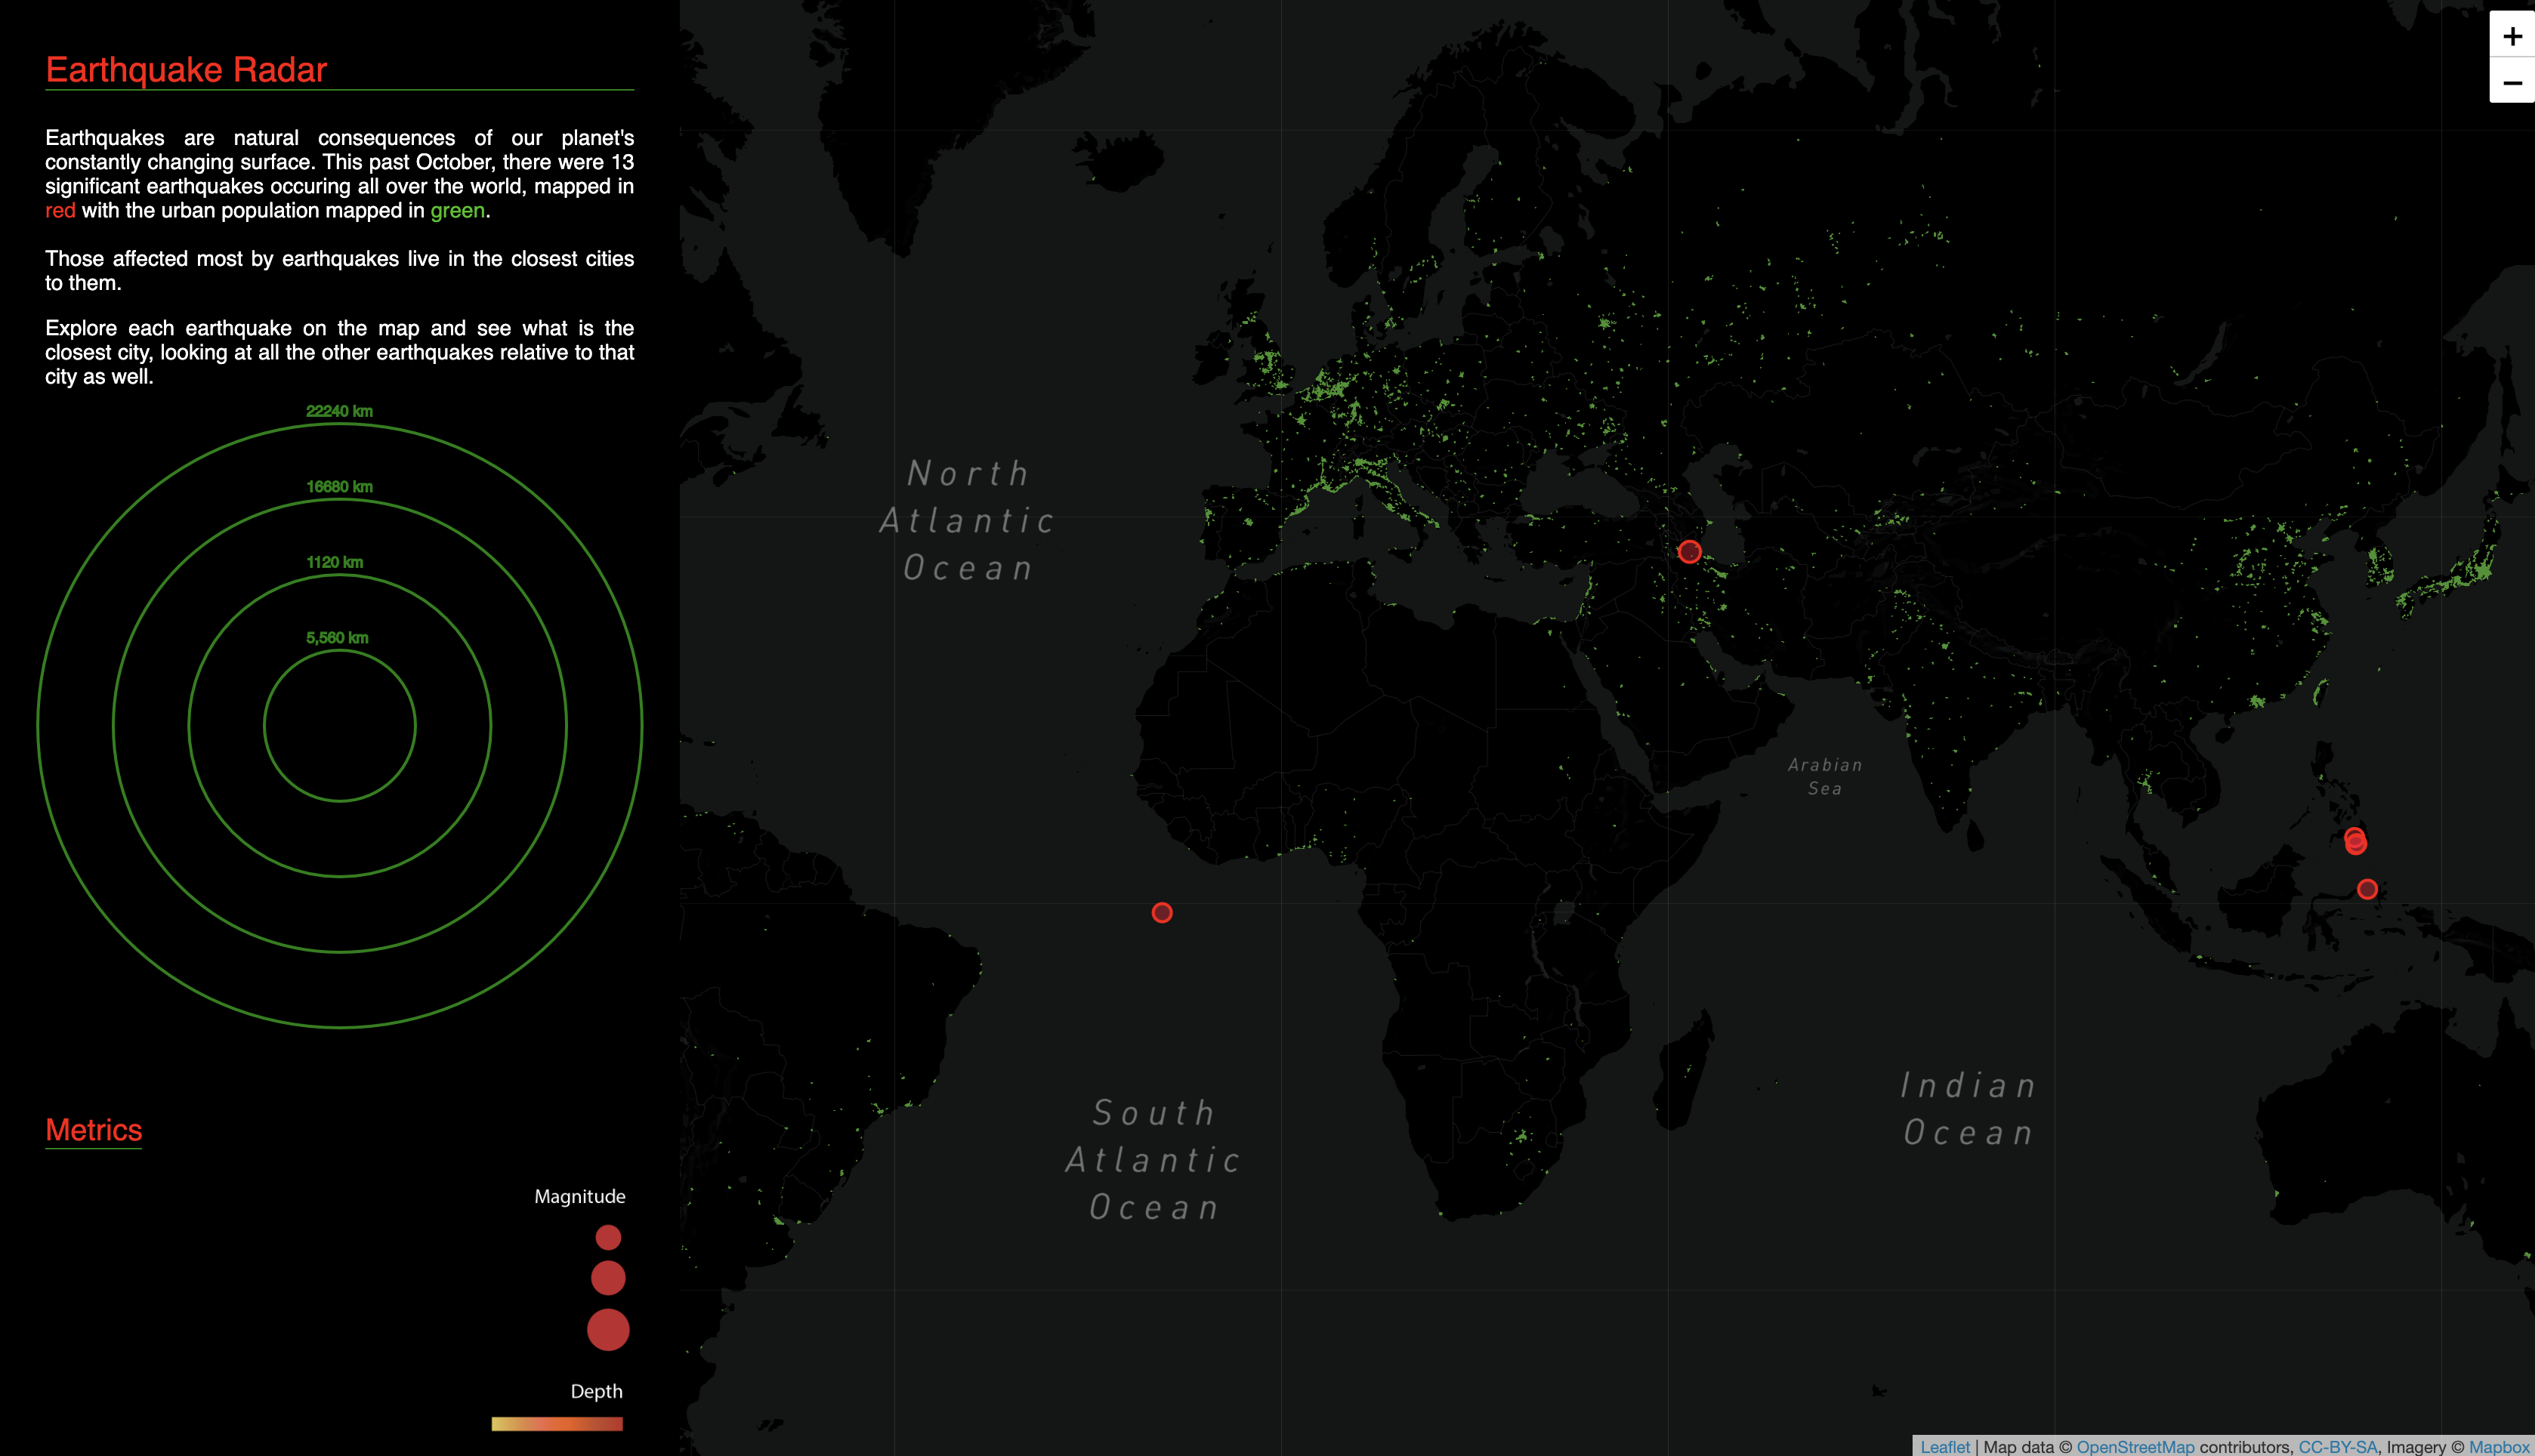 Earthquake Radar
Earthquakes are natural consequences of our planet's
constantly changing surface. This past October, there were 13
significant earthquakes occuring all over the world, mapped in
red with the urban population mapped in green.
Those affected most by earthquakes live in the closest cities
to them.
Explore each earthquake on the map and see what is the
closest city, looking at all the other earthquakes relative to that
city as well.
22240 km
16680 km
1120 km
5,560 km
Metrics
Magnitude
Depth
+
−
North
Atlantic
Ocean
Arabian
Sea
South
Atlantic
Ocean
Indian
Ocean
Leaflet | Map data © OpenStreetMap contributors, CC-BY-SA, Imagery © Mapbox